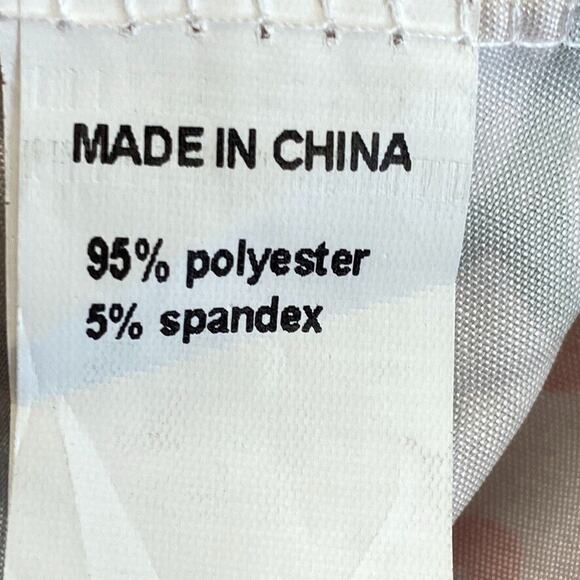 MADE IN CHINA
95% polyester
5% spandex